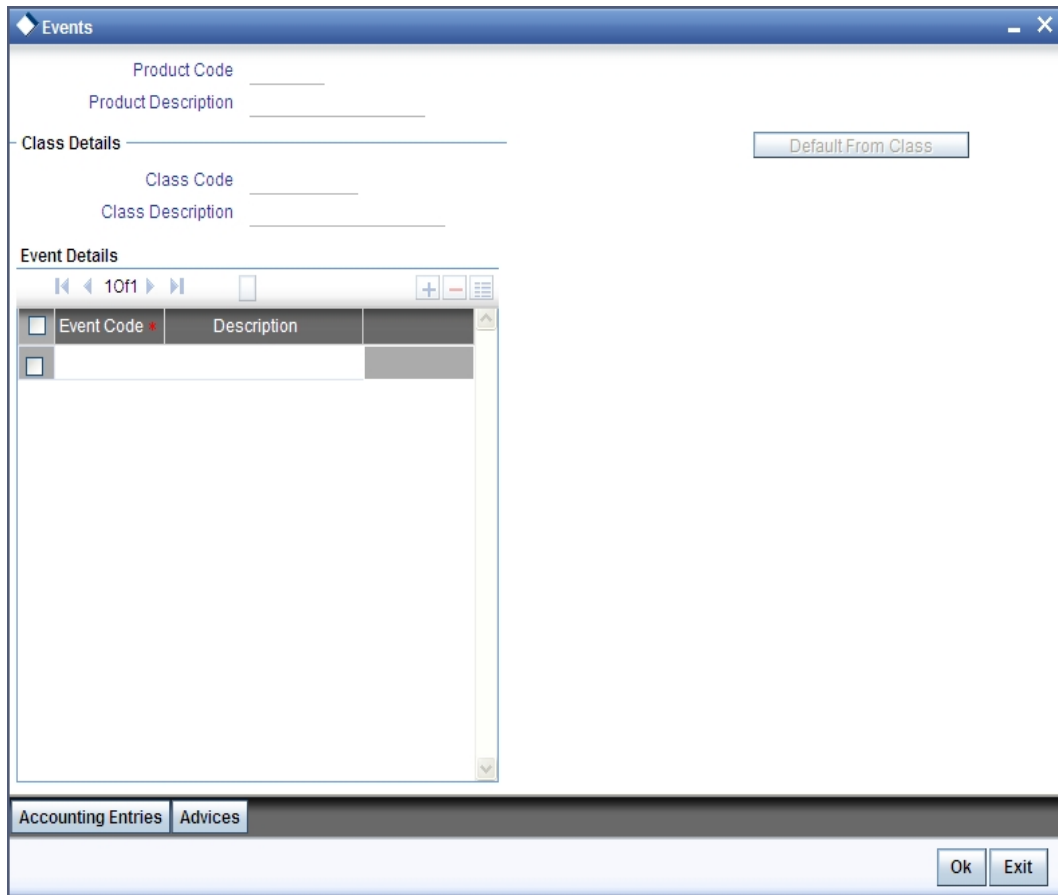 Events
Product Code
Product Description
Class Details
Default From Class
Class Code
Class Description
Event Details
1Of1
Event Code * Description
Accounting Entries Advices
Ok Exit